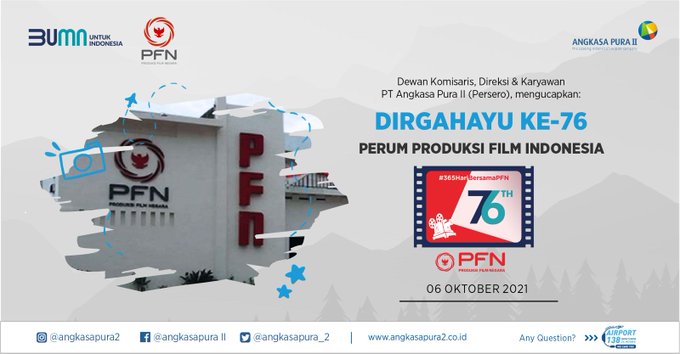 BUMN UNTUK INDONESIA
PFN
PRODUKSI FILM NEGARA
ANGKASA PURA II
Dewan Komisaris, Direksi & Karyawan
PT Angkasa Pura II (Persero), mengucapkan:
DIRGAHAYU KE-76
PERUM PRODUKSI FILM INDONESIA
PFN
PRODUKSI FILM NEGARA
PFN
#365HariBersamaPFN
76TH
PFN
PRODUKSI FILM NEGARA
06 OKTOBER 2021
@angkasapura2
@angkasapura II
@angkasapura_2
www.angkasapura2.co.id
Any Question?
AIRPORT
138